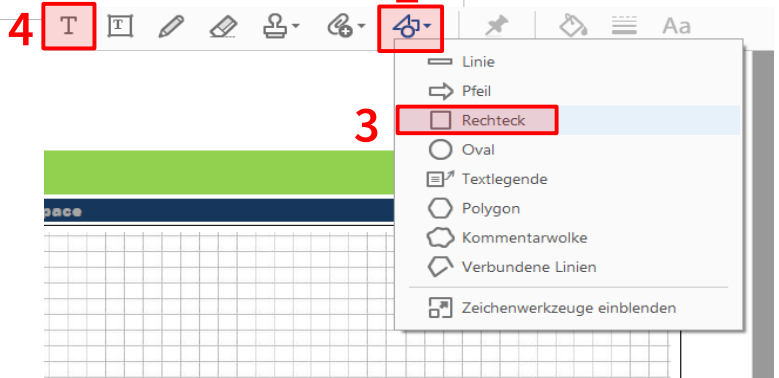 4 T T Aa
Linie
Pfeil
3 Rechteck
Oval
Textlegende
pace
Polygon
Kommentarwolke
Verbundene Linien
Zeichenwerkzeuge einblenden